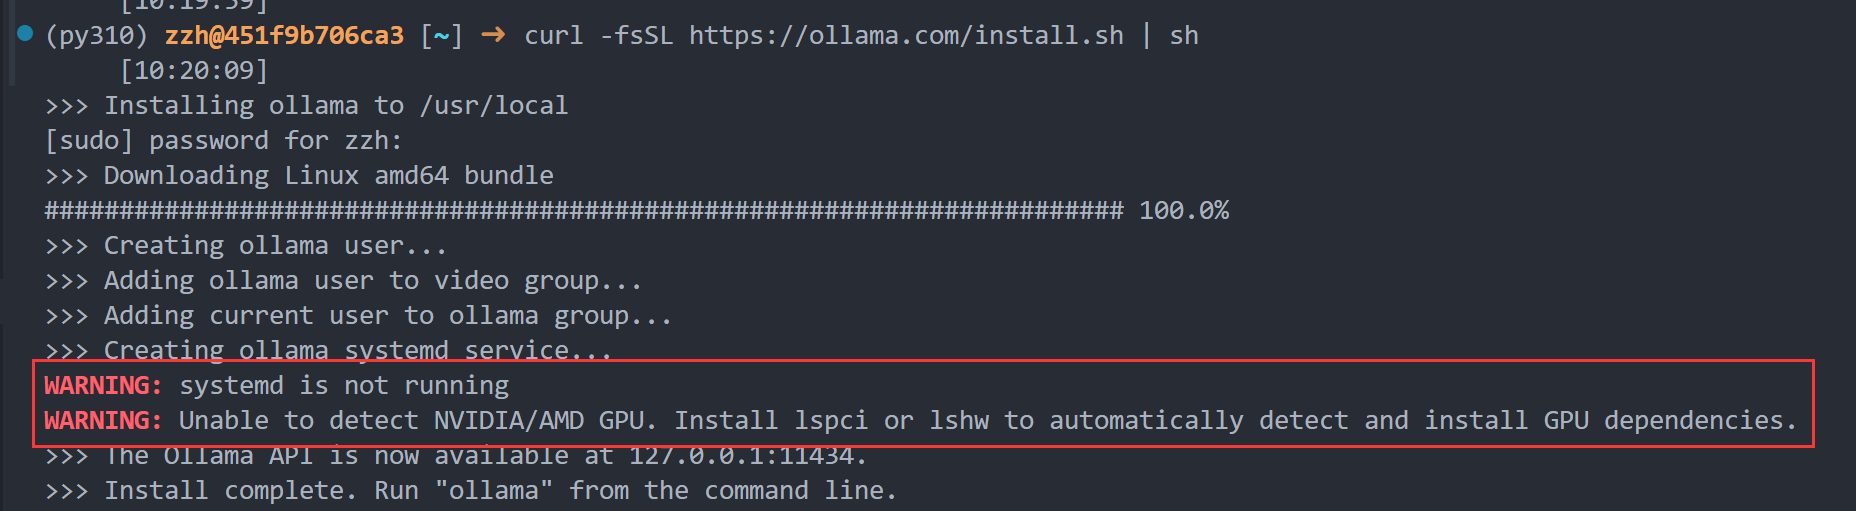 [10:19:59]
(py310) zzh@451f9b706ca3 [~] → curl -fsSL https://ollama.com/install.sh | sh
[10:20:09]
>>> Installing ollama to /usr/local
[sudo] password for zzh:
>>> Downloading Linux amd64 bundle
######################################################################## 100.0%
>>> Creating ollama user...
>>> Adding ollama user to video group...
>>> Adding current user to ollama group...
>>> Creating ollama systemd service...
WARNING: systemd is not running
WARNING: Unable to detect NVIDIA/AMD GPU. Install lspci or lshw to automatically detect and install GPU dependencies.
>>> The Ollama API is now available at 127.0.0.1:11434.
>>> Install complete. Run "ollama" from the command line.